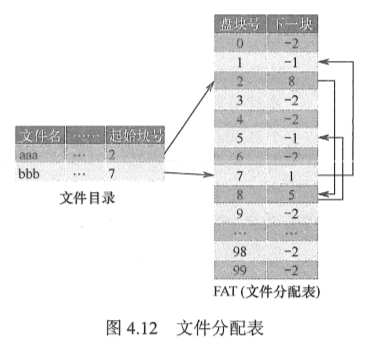 盘块号 下一块
0 -2
1 -1
2 8
3 -2
4 -2
5 -1
6 -2
7 1
8 5
9 -2
… …
98 -2
99 -2
FAT (文件分配表)
文件名 …… 起始块号
aaa … 2
bbb … 7
文件目录
图 4.12 文件分配表